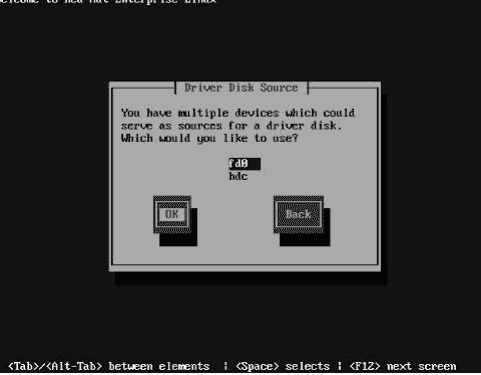 Welcome to Red Hat Enterprise Linux
Driver Disk Source
You have multiple devices which could
serve as sources for a driver disk.
Which would you like to use?
fd0
hdc
OK
Back
<Tab>/<Alt-Tab> between elements | <Space> selects | <F12> next screen